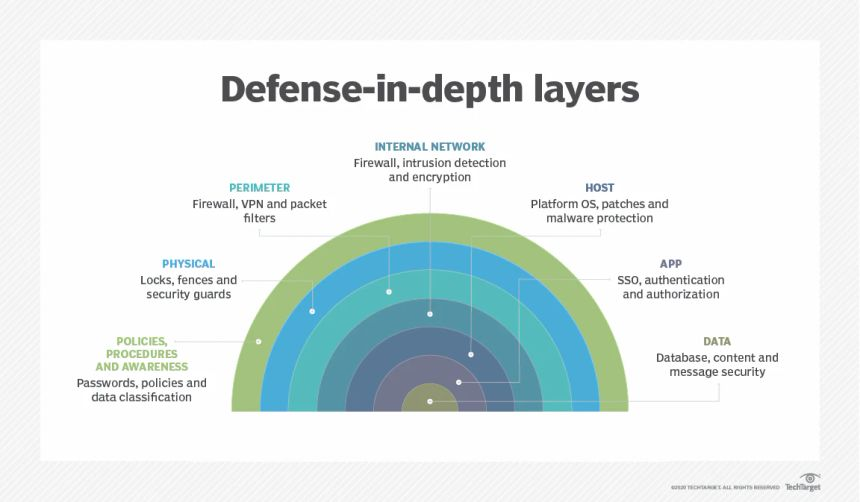 Defense-in-depth layers
INTERNAL NETWORK
Firewall, intrusion detection
and encryption
PERIMETER
Firewall, VPN and packet
filters
HOST
Platform OS, patches and
malware protection
PHYSICAL
Locks, fences and
security guards
APP
SSO, authentication
and authorization
POLICIES,
PROCEDURES
AND AWARENESS
Passwords, policies and
data classification
DATA
Database, content and
message security
©2020 TECHTARGET. ALL RIGHTS RESERVED
TechTarget